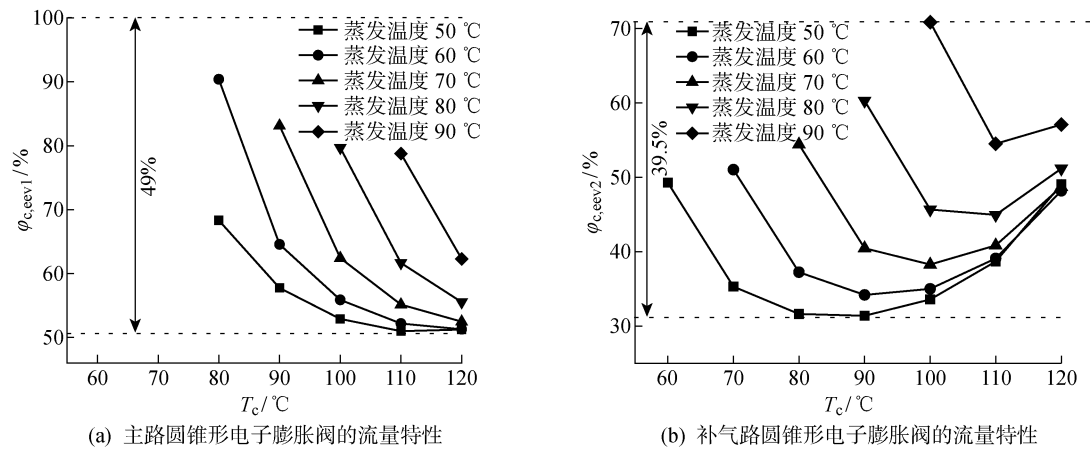 100
90
80
70
60
50
φc,eev1/%
49%
蒸发温度 50 ℃
蒸发温度 60 ℃
蒸发温度 70 ℃
蒸发温度 80 ℃
蒸发温度 90 ℃
60 70 80 90 100 110 120
Tc/℃
(a) 主路圆锥形电子膨胀阀的流量特性
70
60
50
40
30
φc,eev2/%
39.5%
蒸发温度 50 ℃
蒸发温度 60 ℃
蒸发温度 70 ℃
蒸发温度 80 ℃
蒸发温度 90 ℃
60 70 80 90 100 110 120
Tc/℃
(b) 补气路圆锥形电子膨胀阀的流量特性